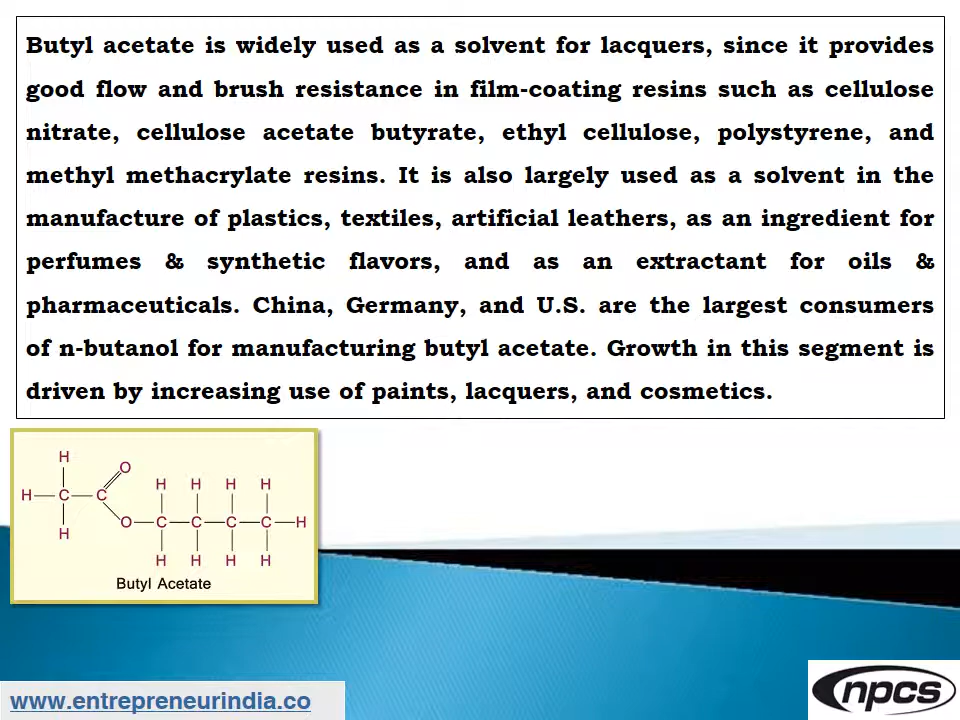 Butyl acetate is widely used as a solvent for lacquers, since it provides
good flow and brush resistance in film-coating resins such as cellulose
nitrate, cellulose acetate butyrate, ethyl cellulose, polystyrene, and
methyl methacrylate resins. It is also largely used as a solvent in the
manufacture of plastics, textiles, artificial leathers, as an ingredient for
perfumes & synthetic flavors, and as an extractant for oils &
pharmaceuticals. China, Germany, and U.S. are the largest consumers
of n-butanol for manufacturing butyl acetate. Growth in this segment is
driven by increasing use of paints, lacquers, and cosmetics.
H
O
H H H H
H C C
O C C C C H
H
H H H H
Butyl Acetate
www.entrepreneurindia.co
npcs